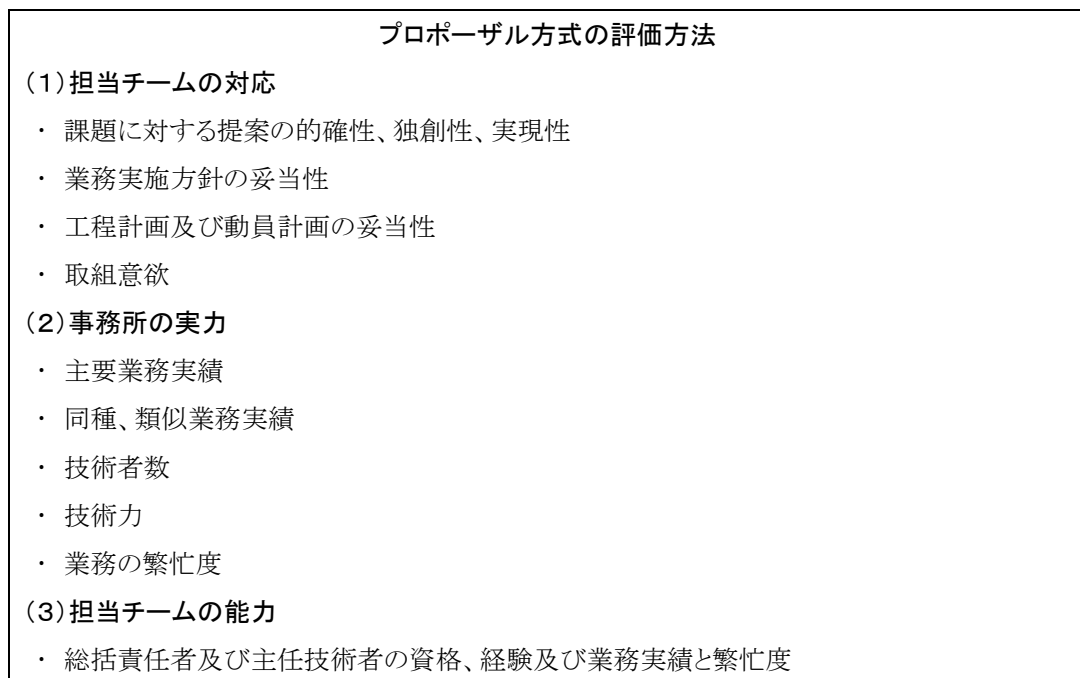 プロポーザル方式の評価方法
（１）担当チームの対応
・ 課題に対する提案の的確性、独創性、実現性
・ 業務実施方針の妥当性
・ 工程計画及び動員計画の妥当性
・ 取組意欲
（２）事務所の実力
・ 主要業務実績
・ 同種、類似業務実績
・ 技術者数
・ 技術力
・ 業務の繁忙度
（３）担当チームの能力
・ 総括責任者及び主任技術者の資格、経験及び業務実績と繁忙度